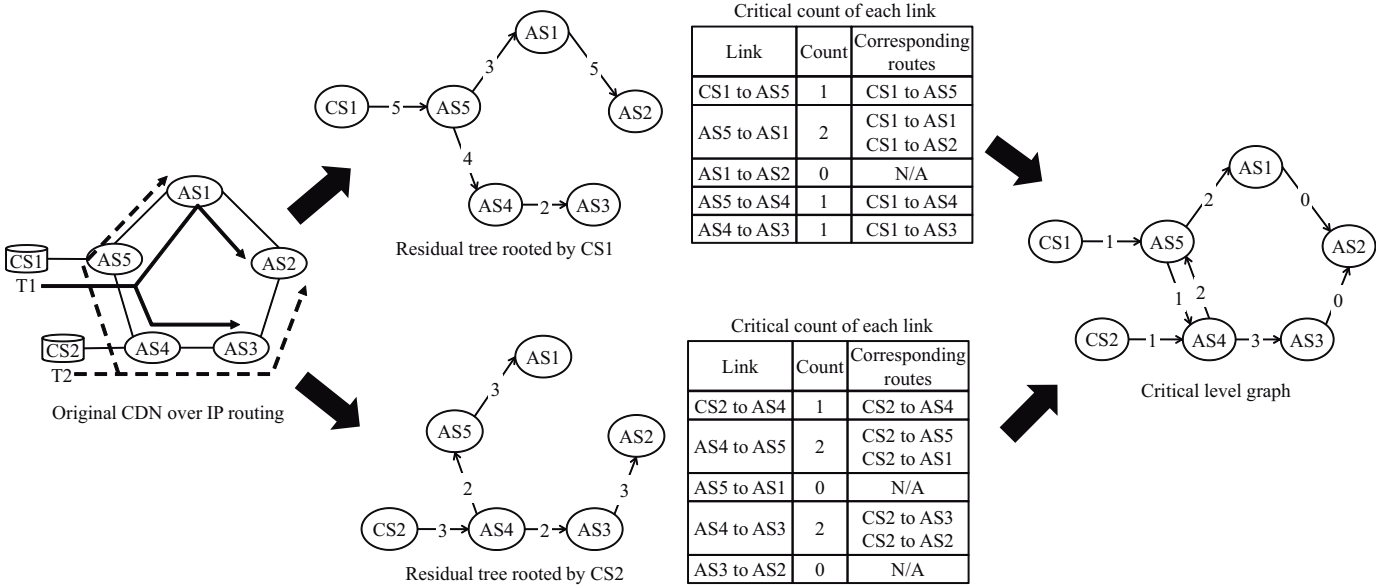 AS1
AS5
AS2
CS1
T1
CS2
AS4
AS3
T2
Original CDN over IP routing
AS1
3
5
CS1
5
AS5
AS2
4
AS4
2
AS3
Residual tree rooted by CS1
AS1
3
AS5
AS2
2
3
CS2
3
AS4
2
AS3
Residual tree rooted by CS2
Critical count of each link
Link Count Corresponding routes
CS1 to AS5 1 CS1 to AS5
AS5 to AS1 2 CS1 to AS1
CS1 to AS2
AS1 to AS2 0 N/A
AS5 to AS4 1 CS1 to AS4
AS4 to AS3 1 CS1 to AS3
Critical count of each link
Link Count Corresponding routes
CS2 to AS4 1 CS2 to AS4
AS4 to AS5 2 CS2 to AS5
CS2 to AS1
AS5 to AS1 0 N/A
AS4 to AS3 2 CS2 to AS3
CS2 to AS2
AS3 to AS2 0 N/A
AS1
2
0
CS1
1
AS5
AS2
1
2
0
CS2
1
AS4
3
AS3
Critical level graph